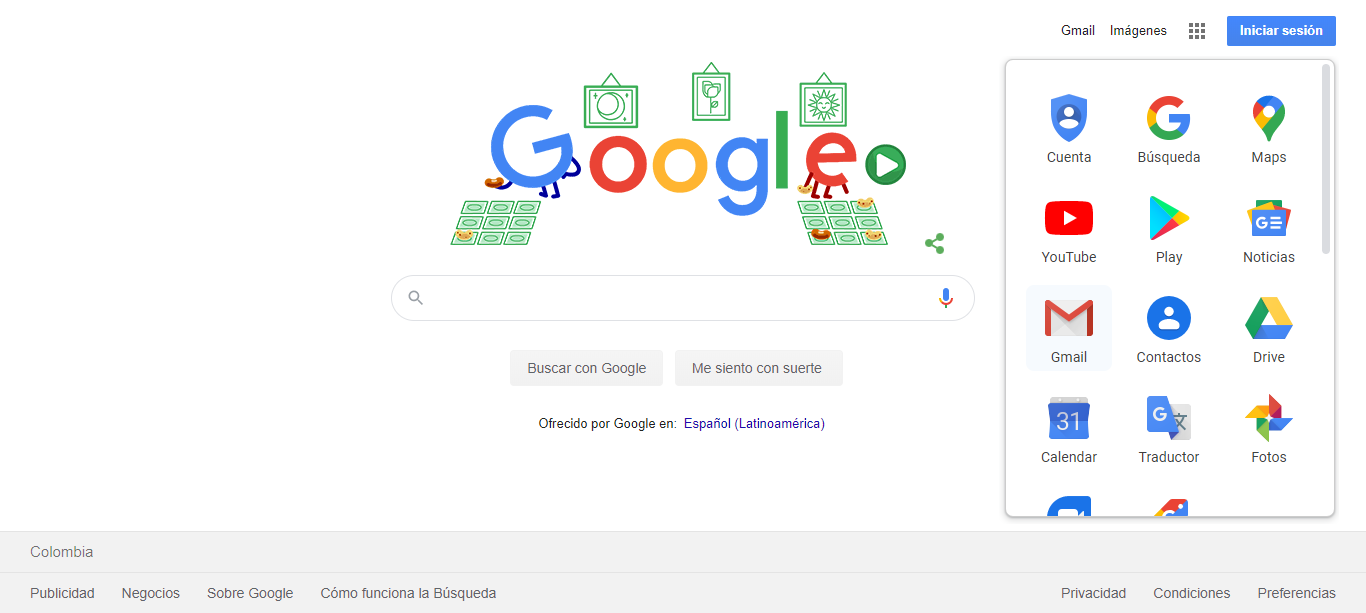 Gmail Imágenes Iniciar sesión
Google
Cuenta Búsqueda Maps
YouTube Play Noticias
Gmail Contactos Drive
31
Calendar Traductor Fotos
Buscar con Google Me siento con suerte
Ofrecido por Google en: Español (Latinoamérica)
Colombia
Publicidad Negocios Sobre Google Cómo funciona la Búsqueda Privacidad Condiciones Preferencias